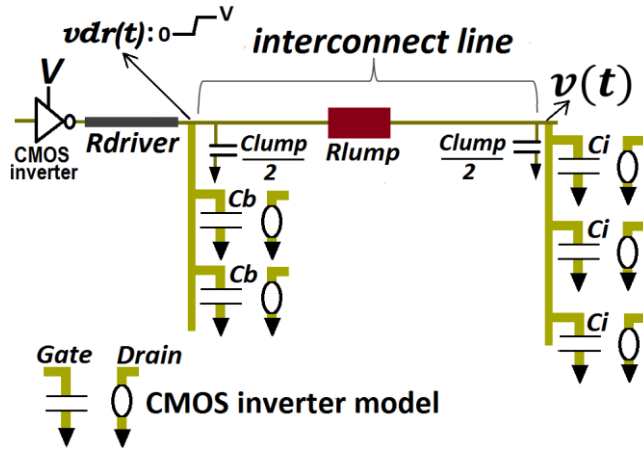 vdr(t): 0 V
interconnect line
V
v(t)
CMOS
inverter
Rdriver
Clump
2
Rlump
Clump
2
Ci
Cb
Ci
Cb
Ci
Gate Drain
CMOS inverter model